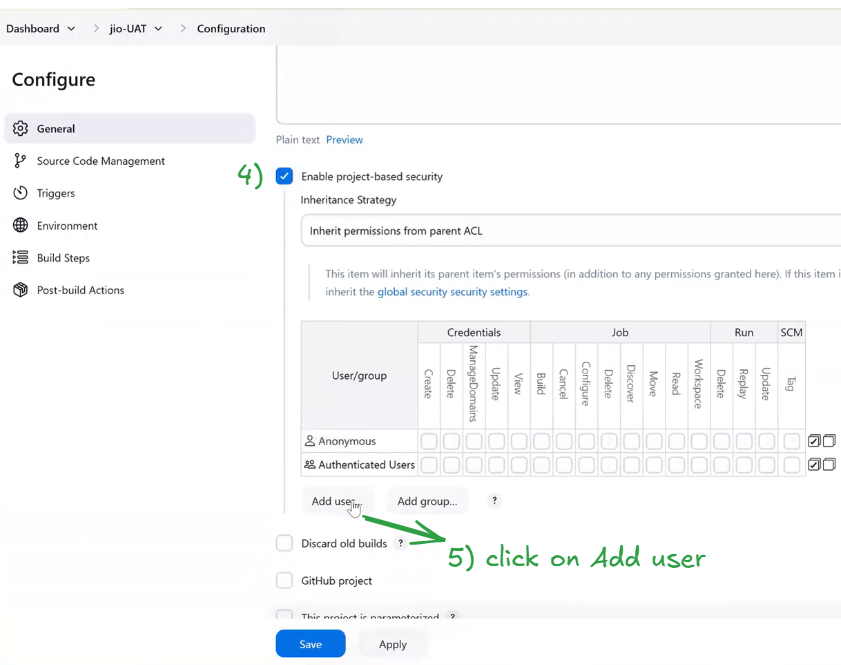 Dashboard > jio-UAT > Configuration
Configure
General
Source Code Management
Triggers
Environment
Build Steps
Post-build Actions
Plain text Preview
4) Enable project-based security
Inheritance Strategy
Inherit permissions from parent ACL
This item will inherit its parent item's permissions (in addition to any permissions granted here). If this item i
inherit the global security security settings.
User/group Credentials Job Run SCM
Create Delete ManageDomains Update View Build Cancel Configure Delete Discover Move Read Workspace Delete Replay Update Tag
Anonymous
Authenticated Users
Add user... Add group... ?
Discard old builds ?
5) click on Add user
GitHub project
This project is parameterized ?
Save Apply